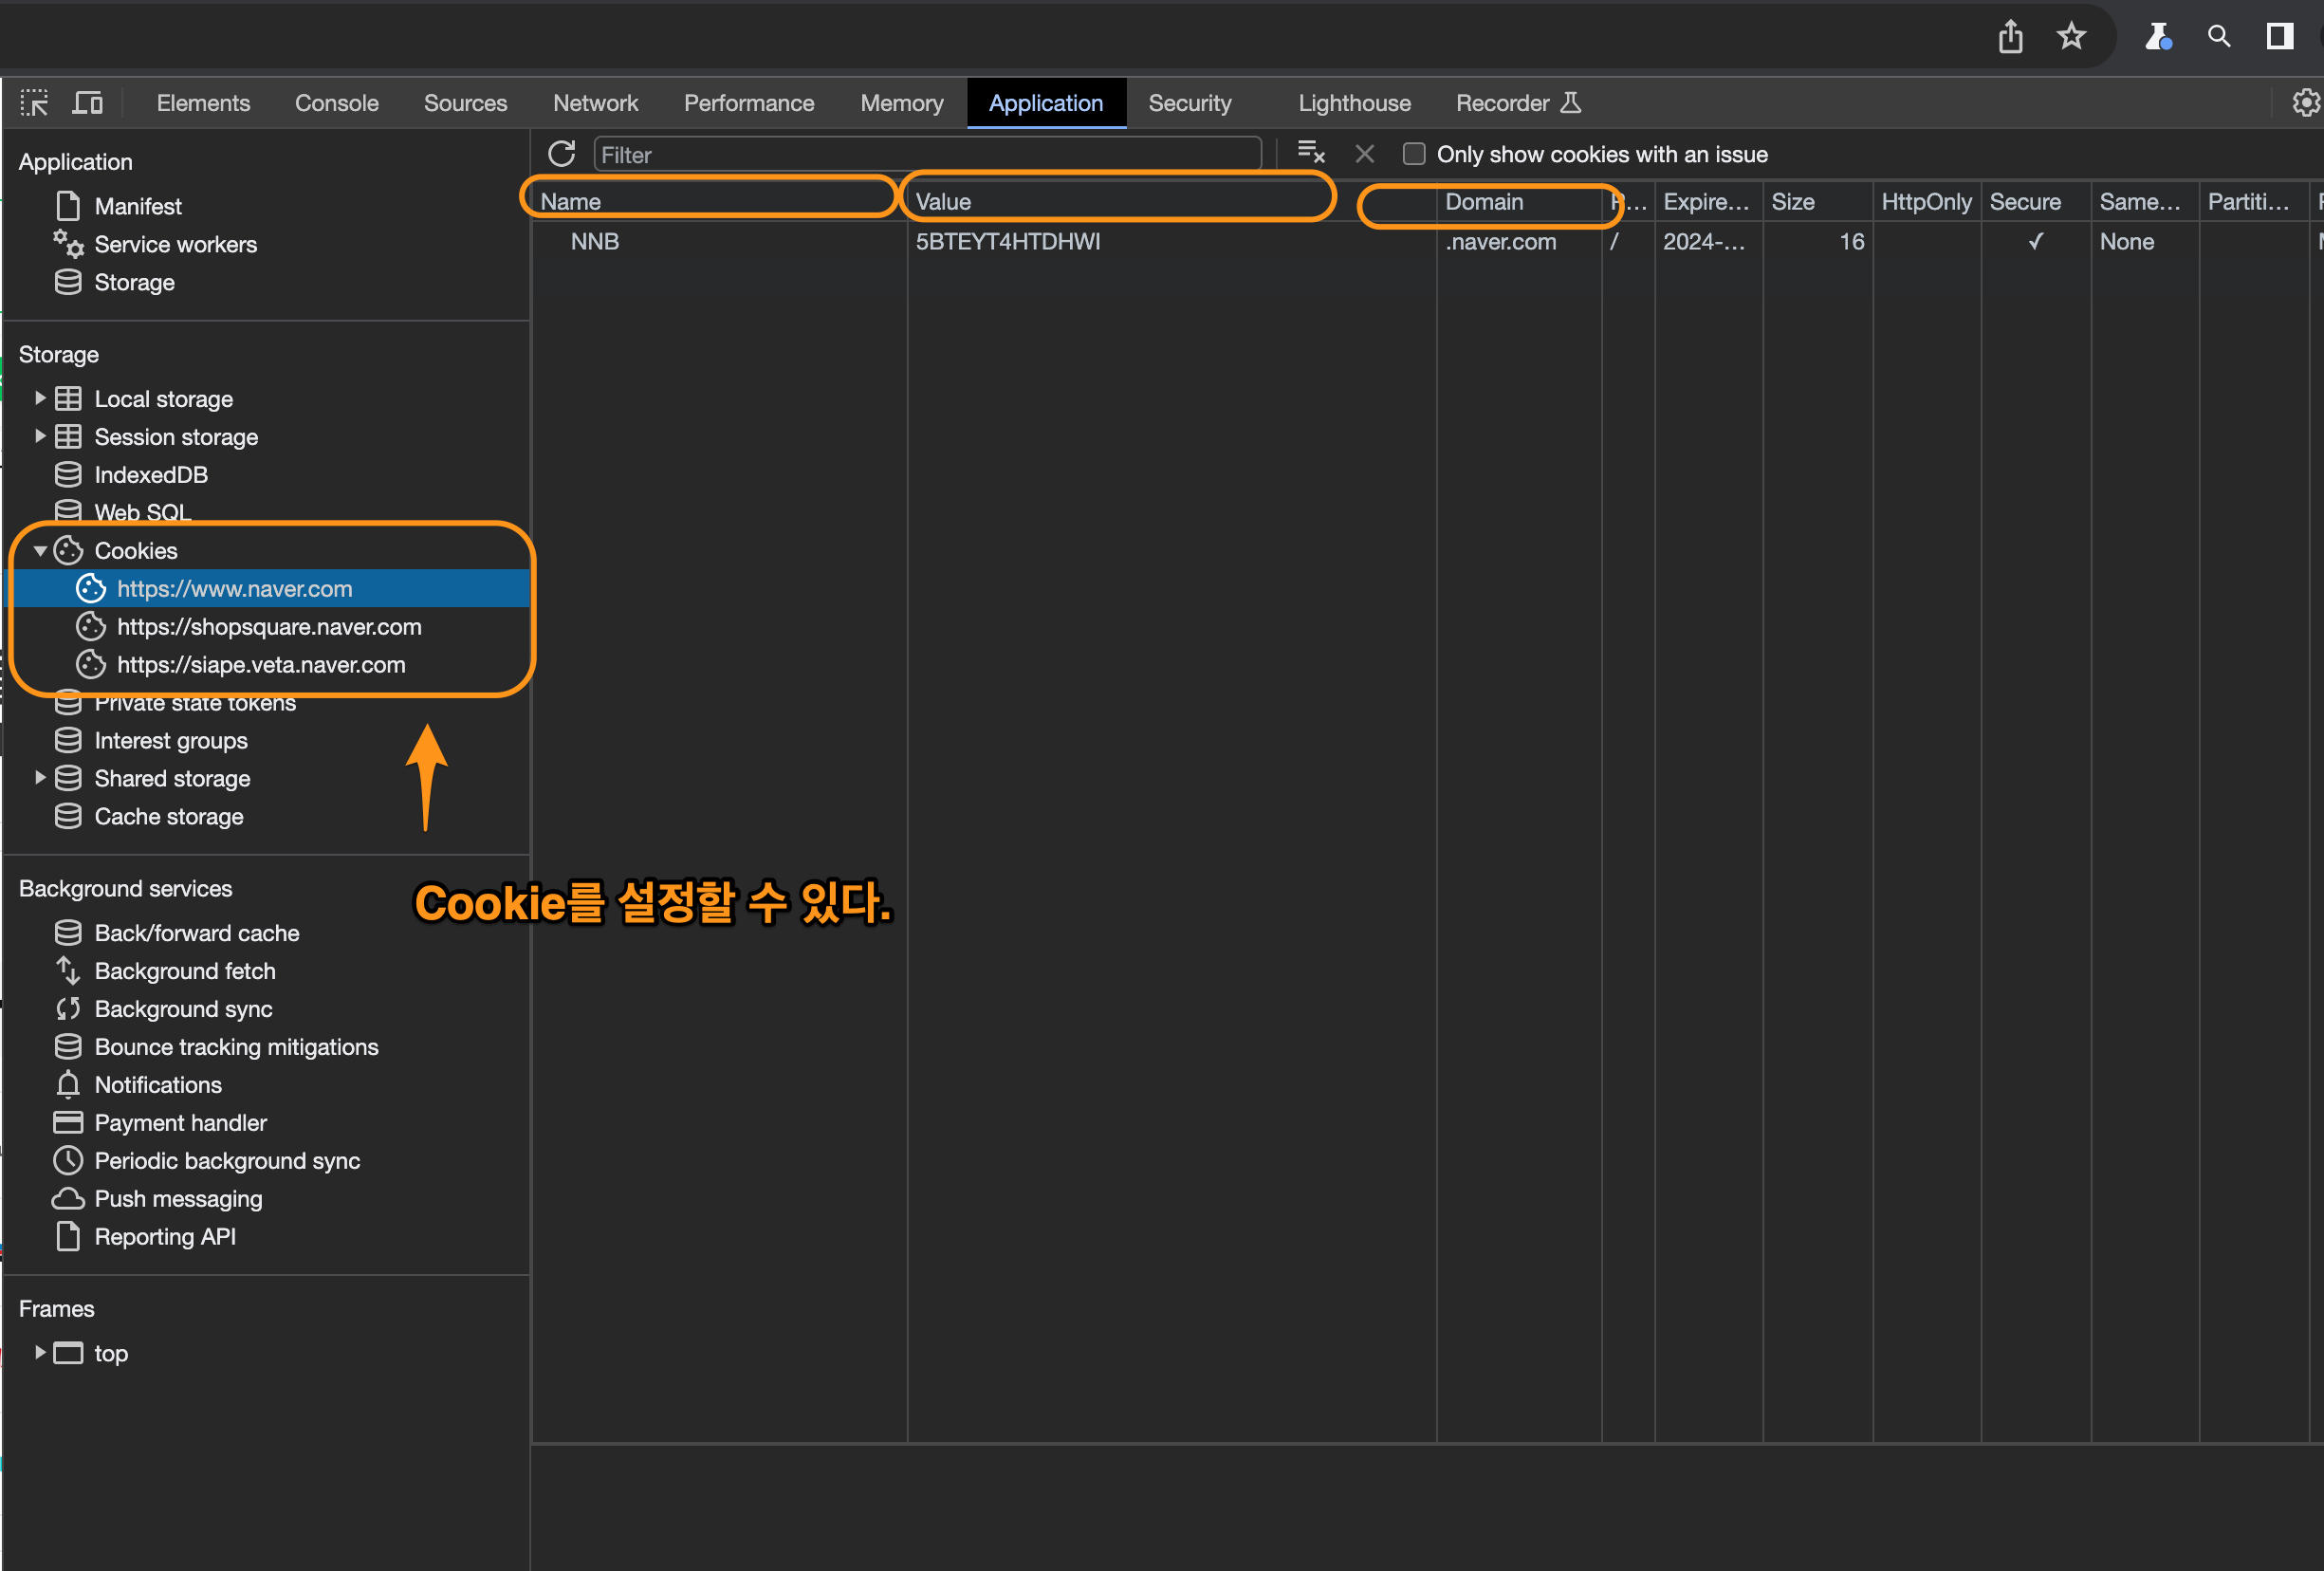 Elements Console Sources Network Performance Memory Application Security Lighthouse Recorder
Application
Manifest
Service workers
Storage
Storage
Local storage
Session storage
IndexedDB
Web SQL
Cookies
https://www.naver.com
https://shopsquare.naver.com
https://siape.veta.naver.com
Private state tokens
Interest groups
Shared storage
Cache storage
Background services
Back/forward cache
Background fetch
Background sync
Bounce tracking mitigations
Notifications
Payment handler
Periodic background sync
Push messaging
Reporting API
Frames
top
Filter Only show cookies with an issue
Name Value Domain P... Expire... Size HttpOnly Secure Same... Partiti...
NNB 5BTEYT4HTDHWI .naver.com / 2024-... 16 ✓ None
Cookie를 설정할 수 있다.